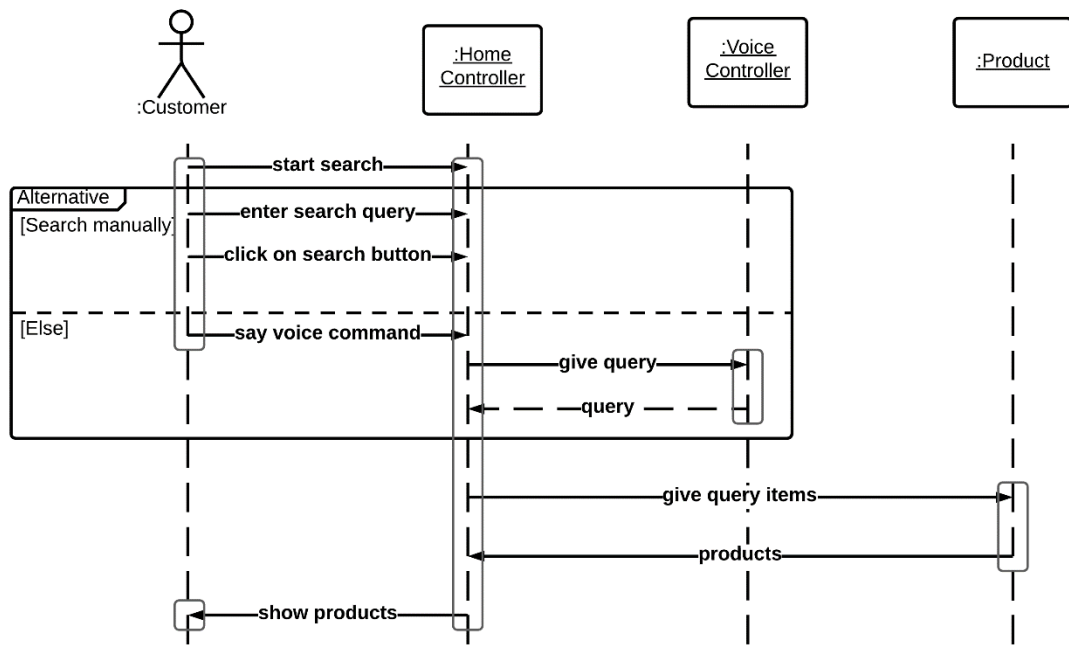 :Customer
:Home
Controller
:Voice
Controller
:Product
start search
Alternative
[Search manually]
enter search query
click on search button
[Else]
say voice command
give query
query
give query items
products
show products